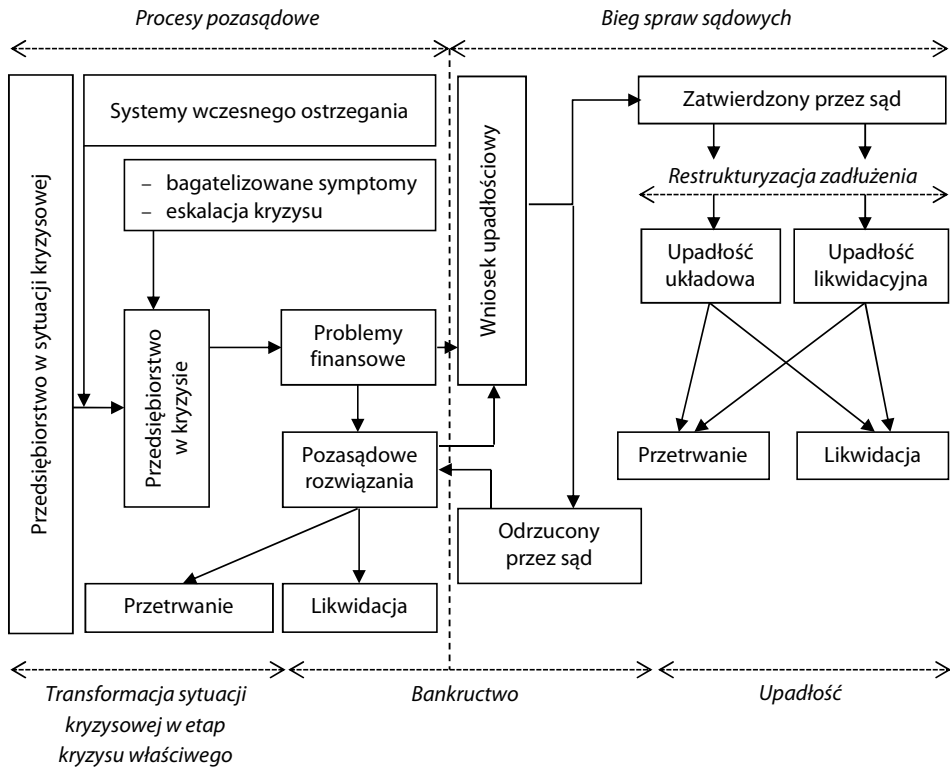 Procesy pozasądowe
Bieg spraw sądowych
Przedsiębiorstwo w sytuacji kryzysowej
Systemy wczesnego ostrzegania
– bagatelizowane symptomy
– eskalacja kryzysu
Przedsiębiorstwo
w kryzysie
Problemy
finansowe
Pozasądowe
rozwiązania
Przetrwanie
Likwidacja
Wniosek upadłościowy
Zatwierdzony przez sąd
Restrukturyzacja zadłużenia
Upadłość
układowa
Upadłość
likwidacyjna
Przetrwanie
Likwidacja
Odrzucony
przez sąd
Transformacja sytuacji
kryzysowej w etap
kryzysu właściwego
Bankructwo
Upadłość